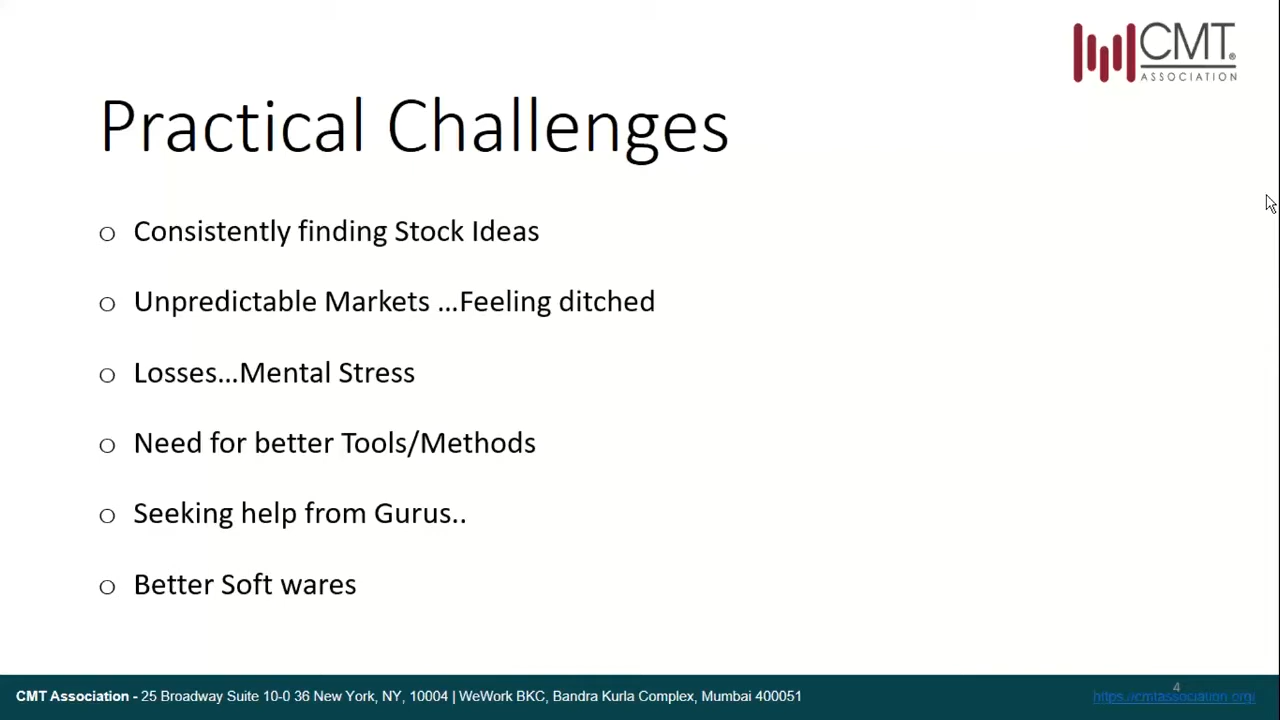 CMT®
ASSOCIATION
Practical Challenges
o Consistently finding Stock Ideas
o Unpredictable Markets …Feeling ditched
o Losses…Mental Stress
o Need for better Tools/Methods
o Seeking help from Gurus..
o Better Soft wares
CMT Association - 25 Broadway Suite 10-0 36 New York, NY, 10004 | WeWork BKC, Bandra Kurla Complex, Mumbai 400051
4
https://cmtassociation.org/